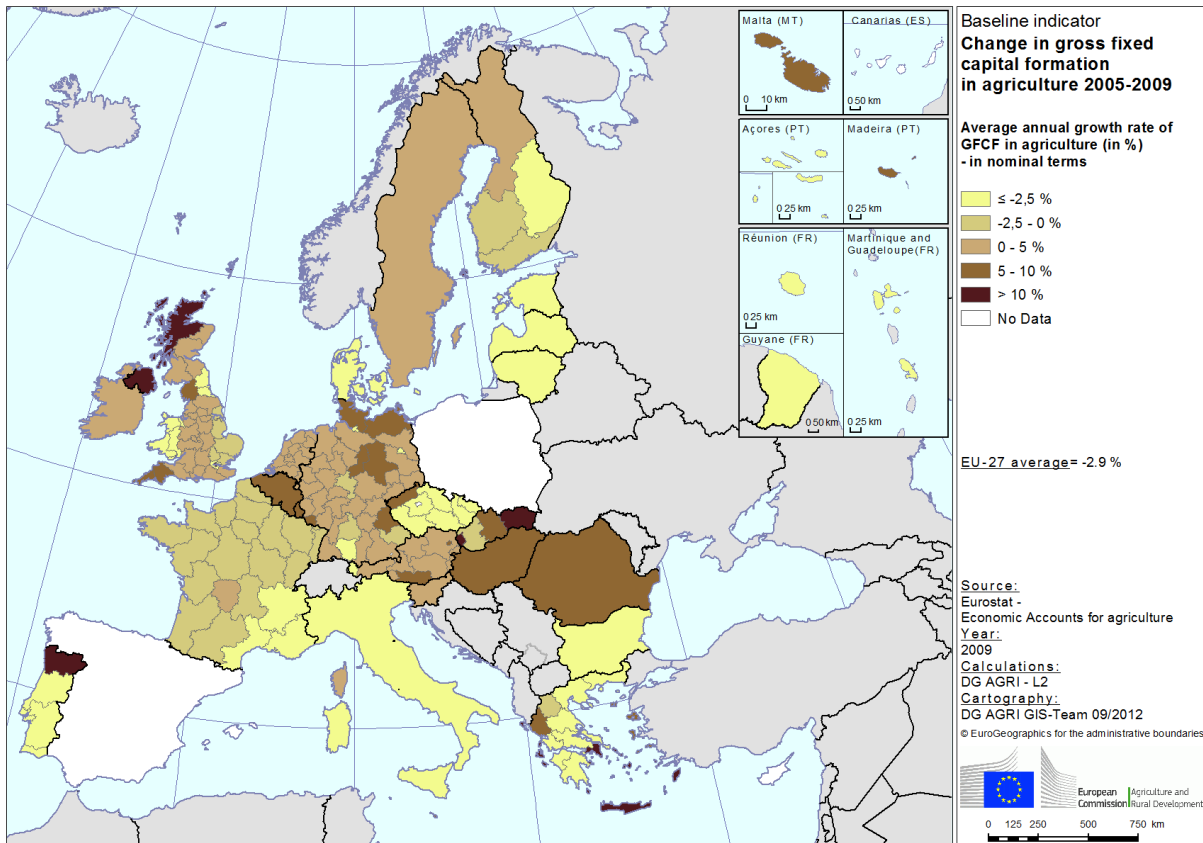 Malta (MT)
0 10 km
Canarias (ES)
0 50 km
Açores (PT)
0 25 km
0 25 km
Madeira (PT)
0 25 km
Réunion (FR)
0 25 km
Martinique and
Guadeloupe(FR)
0 25 km
Guyane (FR)
0 50 km
Baseline indicator
Change in gross fixed
capital formation
in agriculture 2005-2009
Average annual growth rate of
GFCF in agriculture (in %)
- in nominal terms
≤ -2,5 %
-2,5 - 0 %
0 - 5 %
5 - 10 %
> 10 %
No Data
EU-27 average= -2.9 %
Source:
Eurostat -
Economic Accounts for agriculture
Year:
2009
Calculations:
DG AGRI - L2
Cartography:
DG AGRI GIS-Team 09/2012
© EuroGeographics for the administrative boundaries
European
Commission
Agriculture and
Rural Development
0 125 250 500 750 km